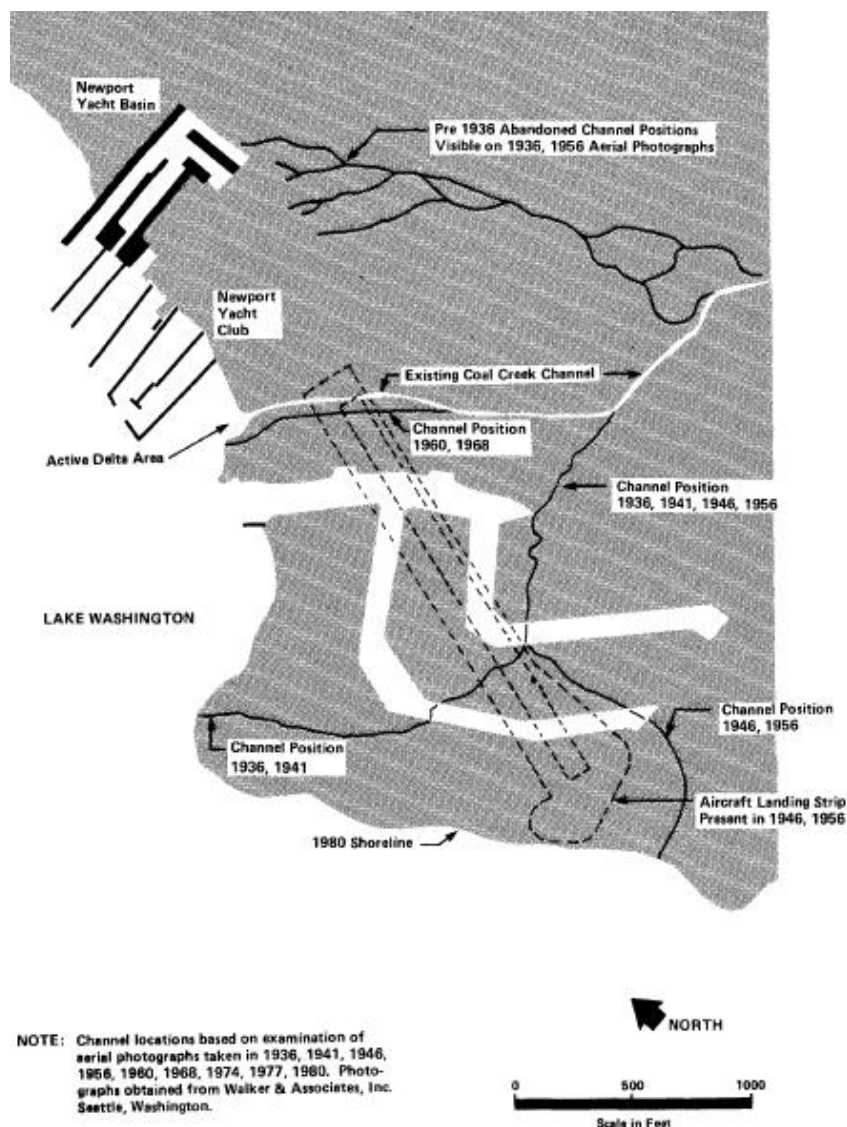 Newport
Yacht Basin
Pre 1936 Abandoned Channel Positions
Visible on 1936, 1956 Aerial Photographs
Newport
Yacht
Club
Existing Coal Creek Channel
Channel Position
1960, 1968
Active Delta Area
Channel Position
1936, 1941, 1946, 1956
LAKE WASHINGTON
Channel Position
1946, 1956
Channel Position
1936, 1941
Aircraft Landing Strip
Present in 1946, 1956
1980 Shoreline
NORTH
NOTE: Channel locations based on examination of
aerial photographs taken in 1936, 1941, 1946,
1956, 1960, 1968, 1974, 1977, 1980. Photo-
graphs obtained from Walker & Associates, Inc.
Seattle, Washington.
0 500 1000
Scale in Feet